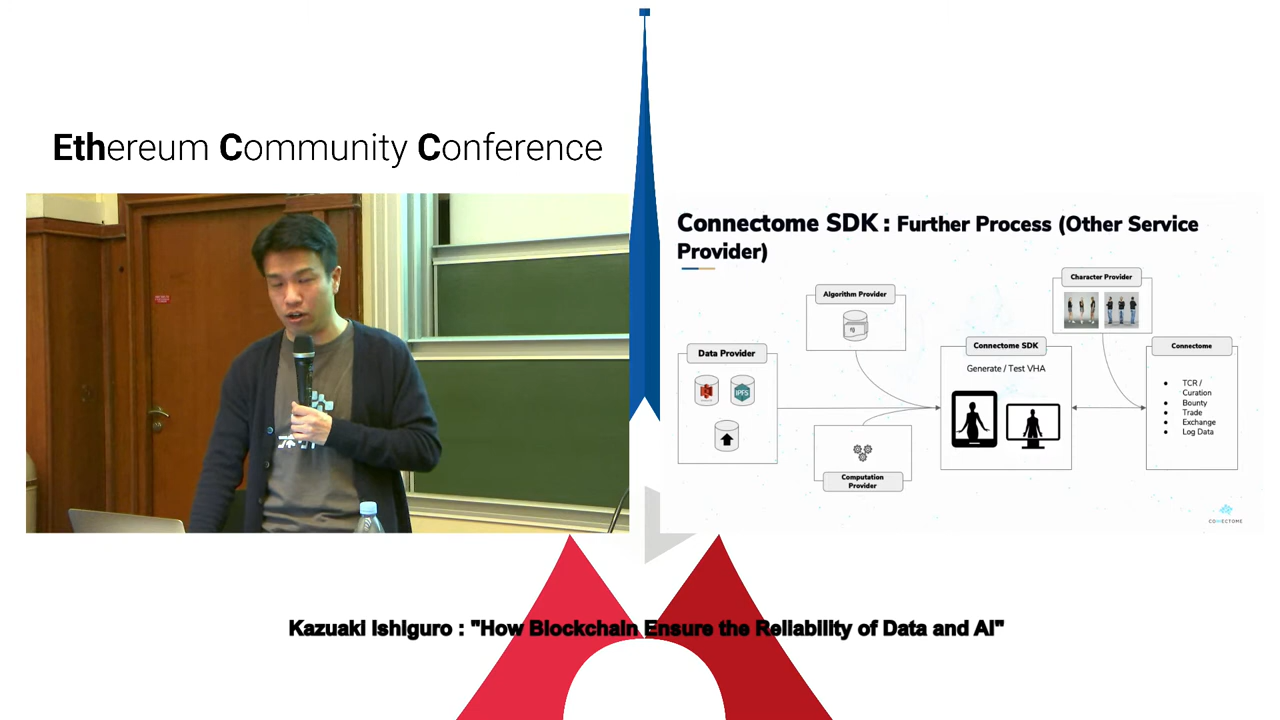 Ethereum Community Conference
Connectome SDK : Further Process (Other Service
Provider)
Character Provider
Algorithm Provider
Data Provider
IPFS
Connectome SDK
Generate / Test VHA
Connectome
● TCR /
Curation
● Bounty
● Trade
● Exchange
● Log Data
Computation
Provider
CONNECTOME
Kazuaki Ishiguro : "How Blockchain Ensure the Reliability of Data and AI"